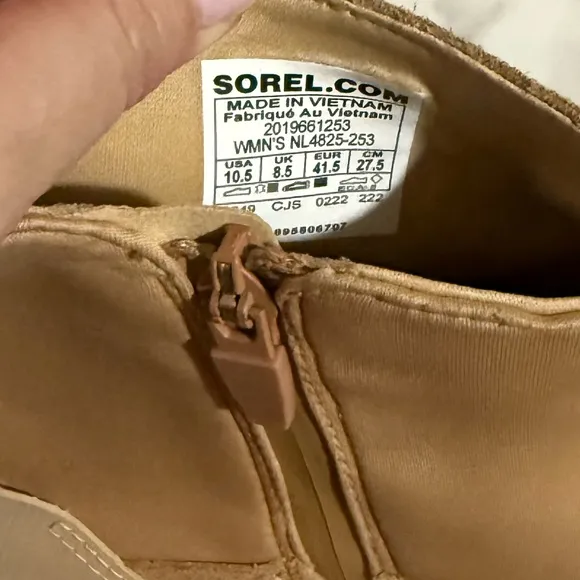 SOREL.COM
MADE IN VIETNAM
Fabriqué Au Vietnam
2019661253
WMN'S NL4825-253
USA UK EUR CM
10.5 8.5 41.5 27.5
CJS 0222 222